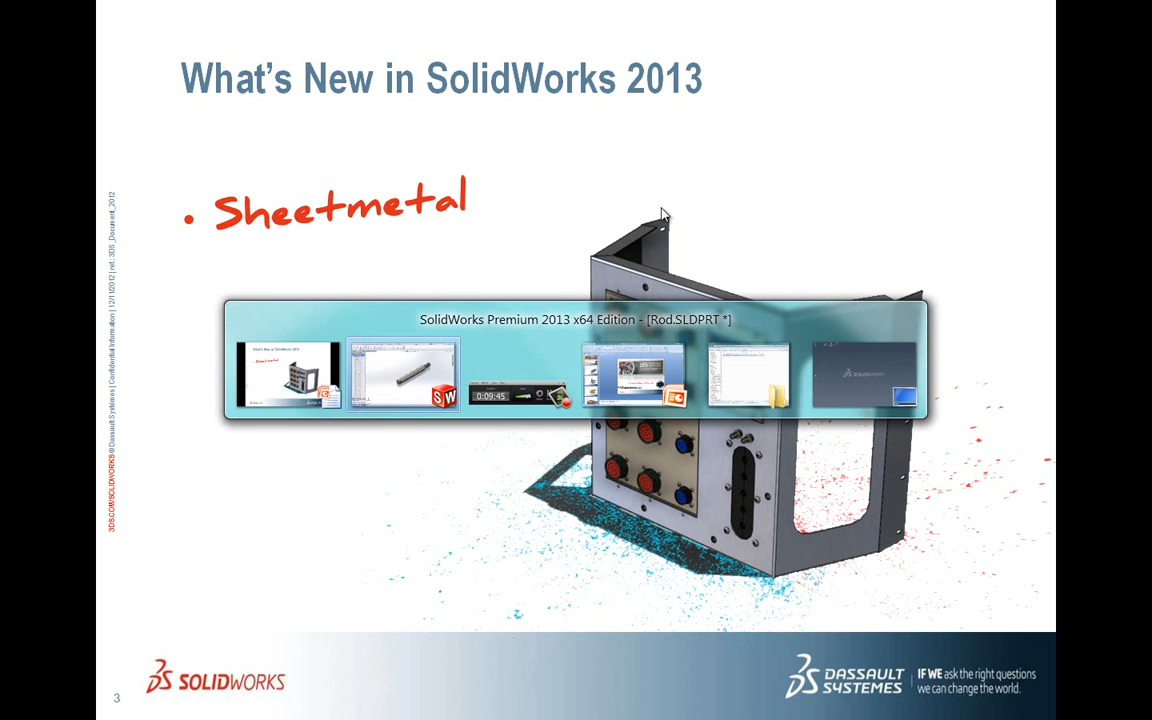 What's New in SolidWorks 2013
• Sheetmetal
SolidWorks Premium 2013 x64 Edition - [Rod.SLDPRT *]
0:09:45
3DS.COM/SOLIDWORKS © Dassault Systèmes | Confidential Information | 12/11/2012 | ref.: 3DS_Document_2012
SOLIDWORKS
DASSAULT SYSTEMES
IF WE ask the right questions
we can change the world.
3